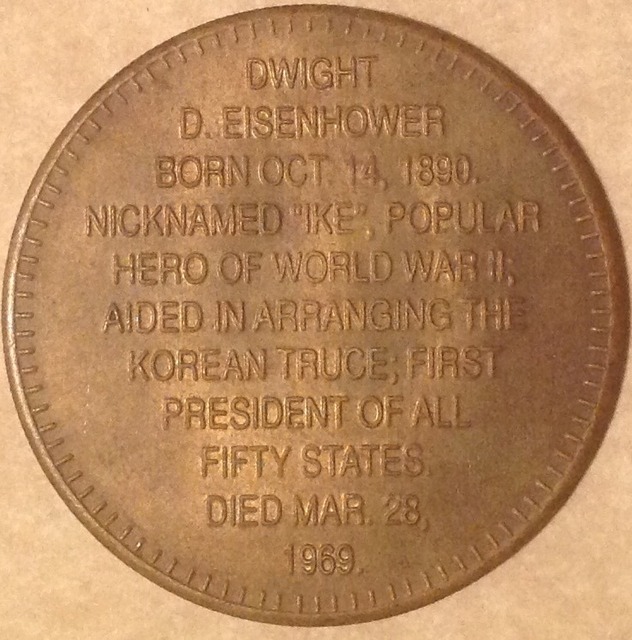 DWIGHT
D. EISENHOWER
BORN OCT. 14, 1890.
NICKNAMED "IKE", POPULAR
HERO OF WORLD WAR II;
AIDED IN ARRANGING THE
KOREAN TRUCE; FIRST
PRESIDENT OF ALL
FIFTY STATES.
DIED MAR. 28,
1969.